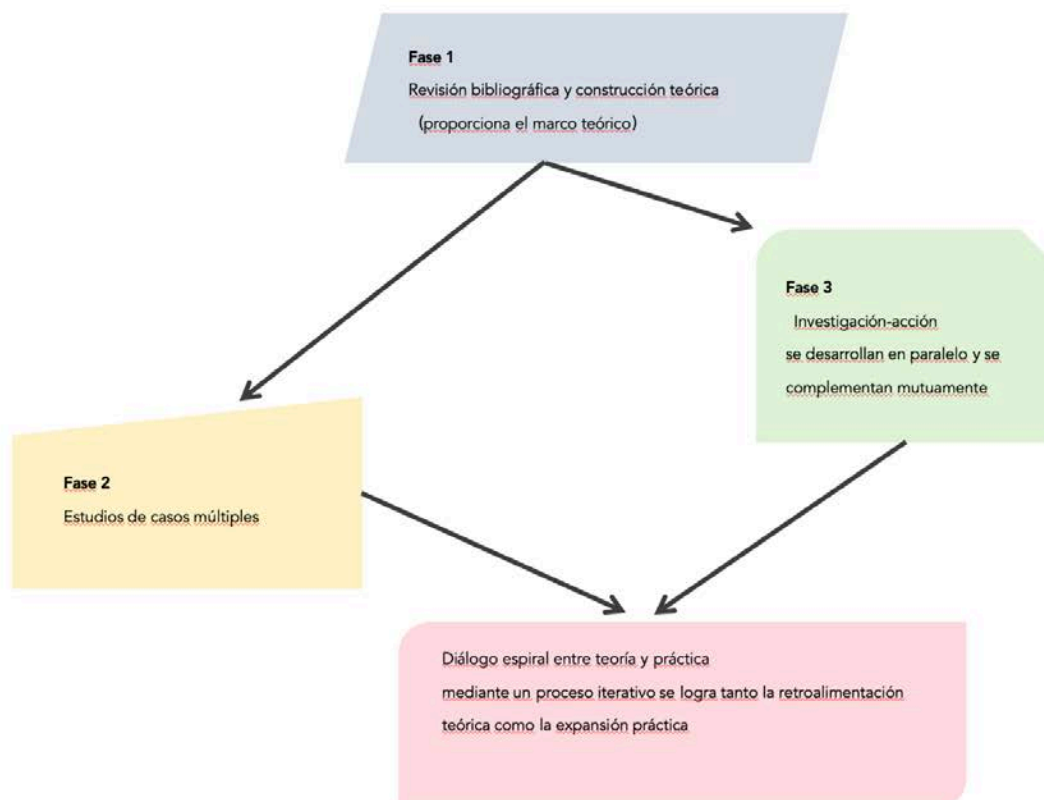 Fase 1
Revisión bibliográfica y construcción teórica
(proporciona el marco teórico)
Fase 3
Investigación-acción
se desarrollan en paralelo y se
complementan mutuamente
Fase 2
Estudios de casos múltiples
Diálogo espiral entre teoría y práctica
mediante un proceso iterativo se logra tanto la retroalimentación
teórica como la expansión práctica